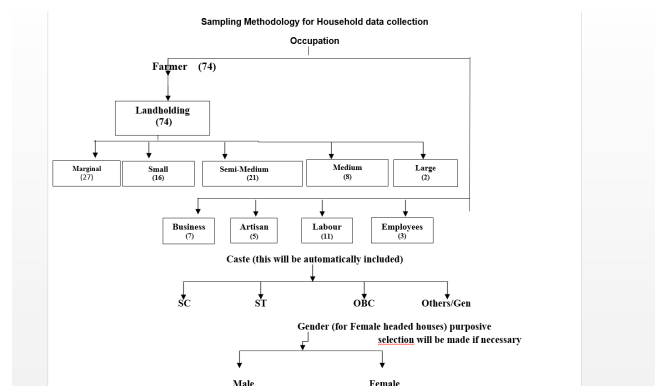 Sampling Methodology for Household data collection
Occupation
Farmer (74)
Landholding
(74)
Marginal
(27)
Small
(16)
Semi-Medium
(21)
Medium
(8)
Large
(2)
Business
(7)
Artisan
(5)
Labour
(11)
Employees
(3)
Caste (this will be automatically included)
SC ST OBC Others/Gen
Gender (for Female headed houses) purposive
selection will be made if necessary
Male Female